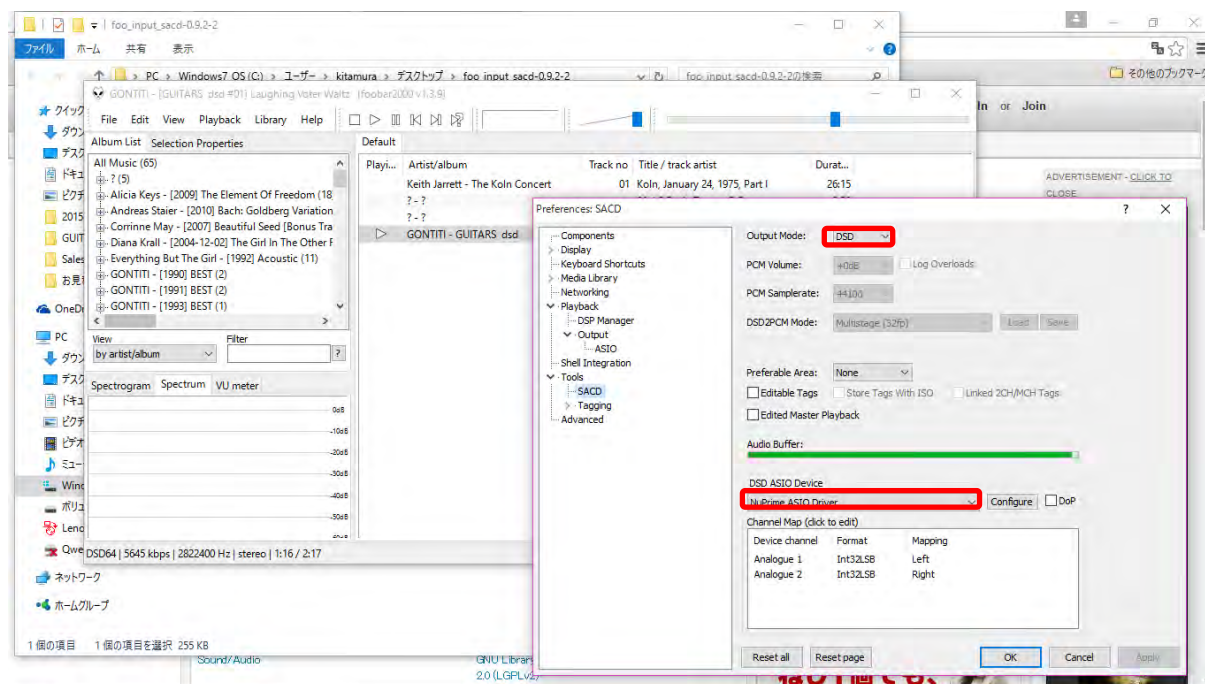 foo_input_sacd-0.9.2-2
ファイル ホーム 共有 表示
PC > Windows7_OS (C:) > ユーザー > kitamura > デスクトップ > foo_input_sacd-0.9.2-2
foo_input_sacd-0.9.2-2の検索
その他のブックマーク
In or Join
ADVERTISEMENT - CLICK TO
CLOSE
クイック
ダウン
デスク
ドキュ
ピクチ
2015
GUIT
Sales
お見
OneDr
PC
ダウン
デスク
ドキュ
ピクチ
ビデオ
ミュー
Wind
ボリュ
Leno
Qwe
ネットワーク
ホームグループ
1 個の項目 1 個の項目を選択 255 KB
GONTITI - [GUITARS dsd #01] Laughing Water Waltz (foobar2000 v1.3.9)
File Edit View Playback Library Help
Album List Selection Properties
All Music (65)
? (5)
Alicia Keys - [2009] The Element Of Freedom (18
Andreas Staier - [2010] Bach: Goldberg Variation
Corrinne May - [2007] Beautiful Seed [Bonus Tra
Diana Krall - [2004-12-02] The Girl In The Other F
Everything But The Girl - [1992] Acoustic (11)
GONTITI - [1990] BEST (2)
GONTITI - [1991] BEST (2)
GONTITI - [1993] BEST (1)
View Filter
by artist/album ?
Spectrogram Spectrum VU meter
0dB
-10dB
-20dB
-30dB
-40dB
-50dB
-60dB
DSD64 | 5645 kbps | 2822400 Hz | stereo | 1:16 / 2:17
Default
Playi... Artist/album Track no Title / track artist Durat...
Keith Jarrett - The Koln Concert 01 Koln, January 24, 1975, Part I 26:15
? - ?
? - ?
GONTITI - GUITARS dsd
Preferences: SACD ?
Components
Display
Keyboard Shortcuts
Media Library
Networking
Playback
DSP Manager
Output
ASIO
Shell Integration
Tools
SACD
Tagging
Advanced
Output Mode: DSD
PCM Volume: +0dB Log Overloads
PCM Samplerate: 44100
DSD2PCM Mode: Multistage (32fp) Load Save
Preferable Area: None
Editable Tags Store Tags With ISO Linked 2CH/MCH Tags
Edited Master Playback
Audio Buffer:
DSD ASIO Device
NuPrime ASIO Driver Configure DoP
Channel Map (click to edit)
Device channel Format Mapping
Analogue 1 Int32LSB Left
Analogue 2 Int32LSB Right
Reset all Reset page OK Cancel Apply
Sound/Audio
GNU Librar
2.0 (LGPLv2)